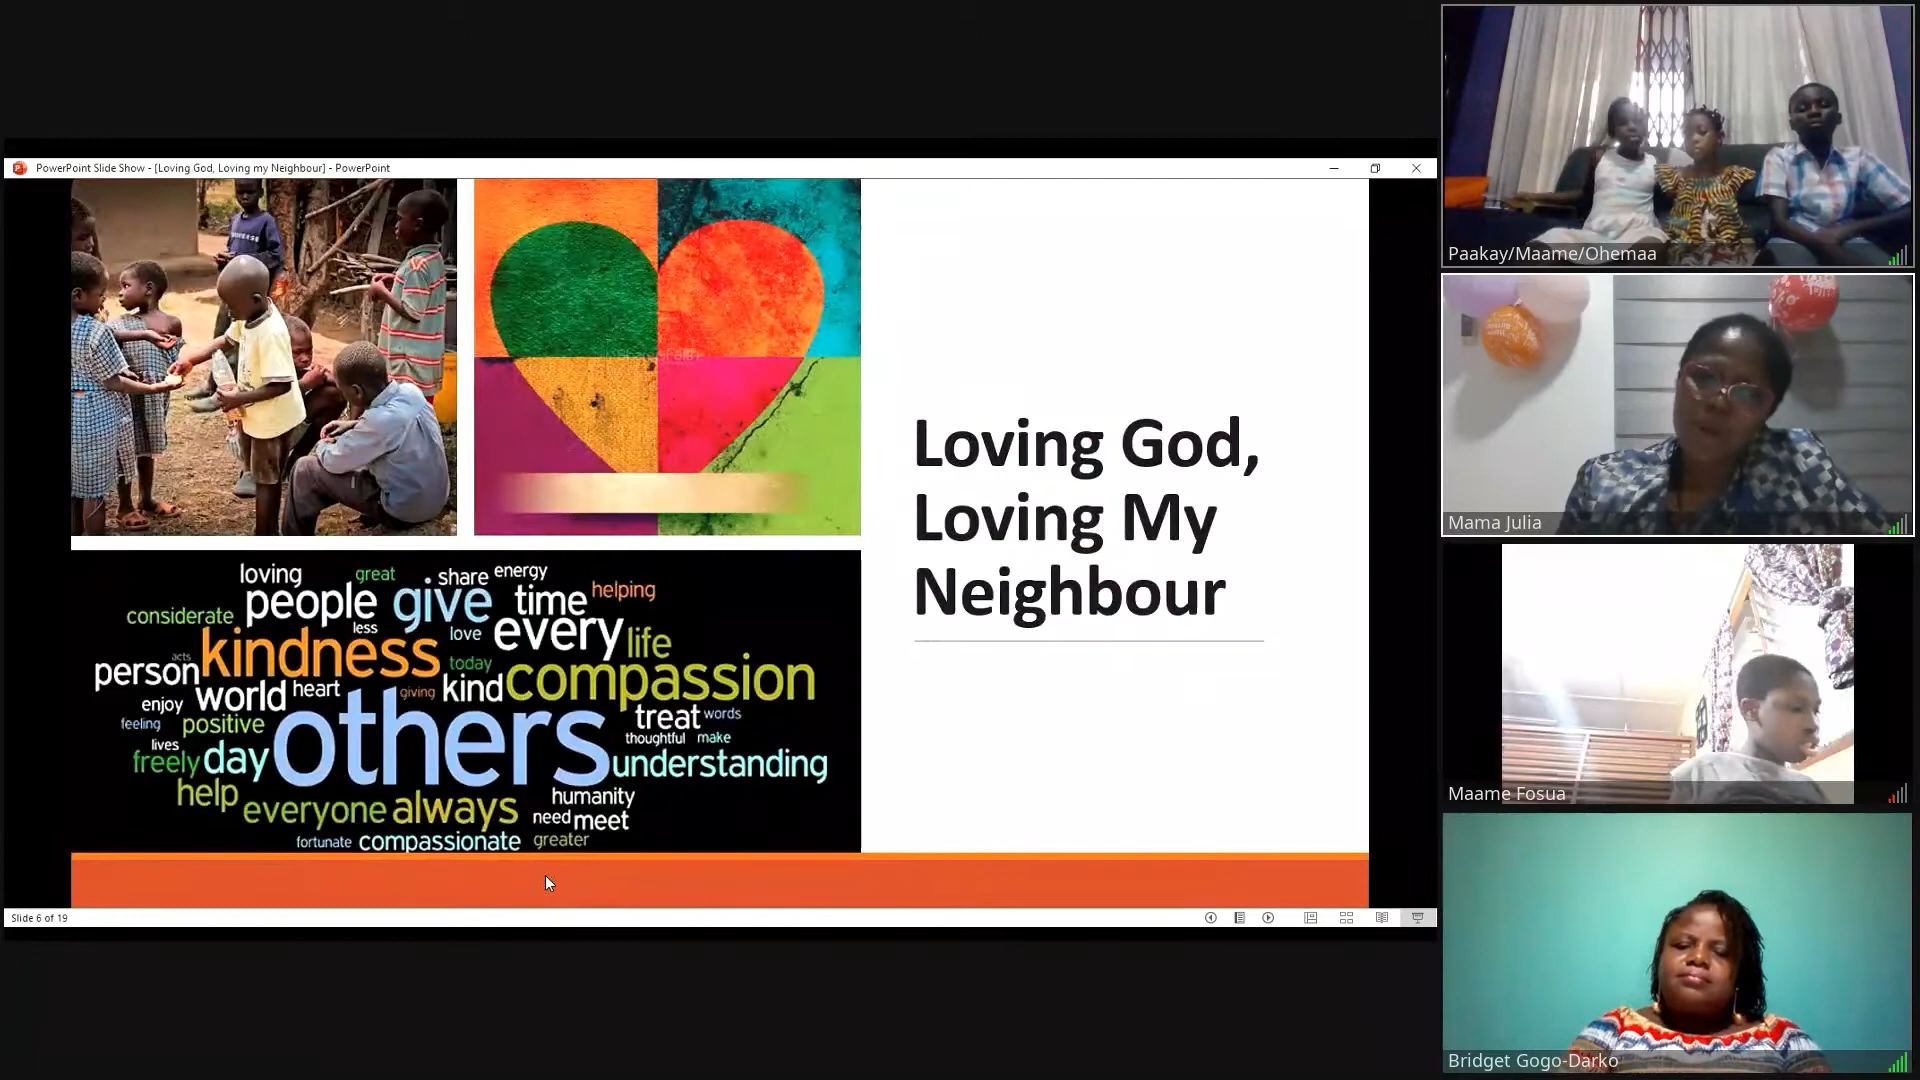 PowerPoint Slide Show - [Loving God, Loving my Neighbour] - PowerPoint
Loving God,
Loving My
Neighbour
loving great share energy
people give time helping
considerate less love every life
acts
person kindness today compassion
enjoy world heart giving kind
feeling positive others treat words
lives thoughtful make
freely day understanding
help everyone always humanity
need meet
fortunate compassionate greater
Slide 6 of 19
Paakay/Maame/Ohemaa
Mama Julia
Maame Fosua
Bridget Gogo-Darko